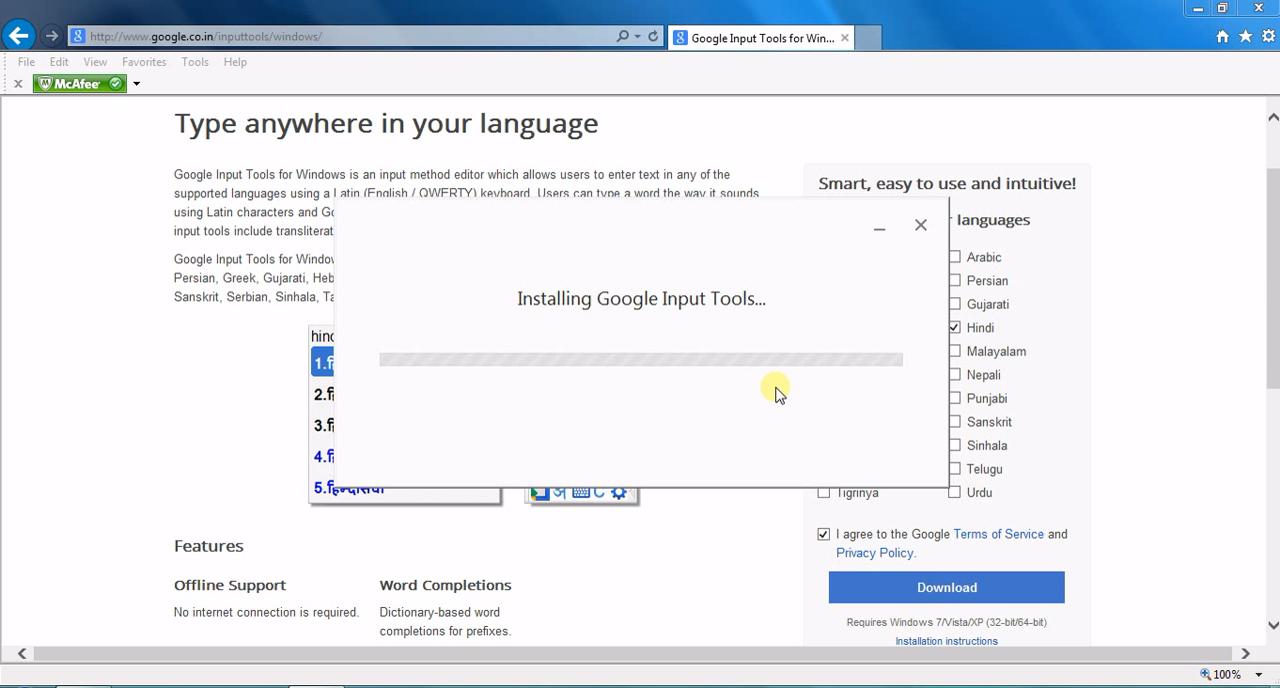 http://www.google.co.in/inputtools/windows/
Google Input Tools for Win...
File Edit View Favorites Tools Help
McAfee
Type anywhere in your language
Google Input Tools for Windows is an input method editor which allows users to enter text in any of the
supported languages using a Latin (English / QWERTY) keyboard. Users can type a word the way it sounds
using Latin characters and
input tools include
Google Input Tools for
Persian, Greek, Gujarati,
Sanskrit, Serbian, Sinhala,
1.
2.
3.
4.
5.
Installing Google Input Tools...
Smart, easy to use and intuitive!
languages
Arabic
Persian
Gujarati
Hindi
Malayalam
Nepali
Punjabi
Sanskrit
Sinhala
Telugu
Tigrinya Urdu
I agree to the Google Terms of Service and
Privacy Policy.
Download
Requires Windows 7/Vista/XP (32-bit/64-bit)
Installation instructions
Features
Offline Support Word Completions
No internet connection is required. Dictionary-based word
completions for prefixes.
100%